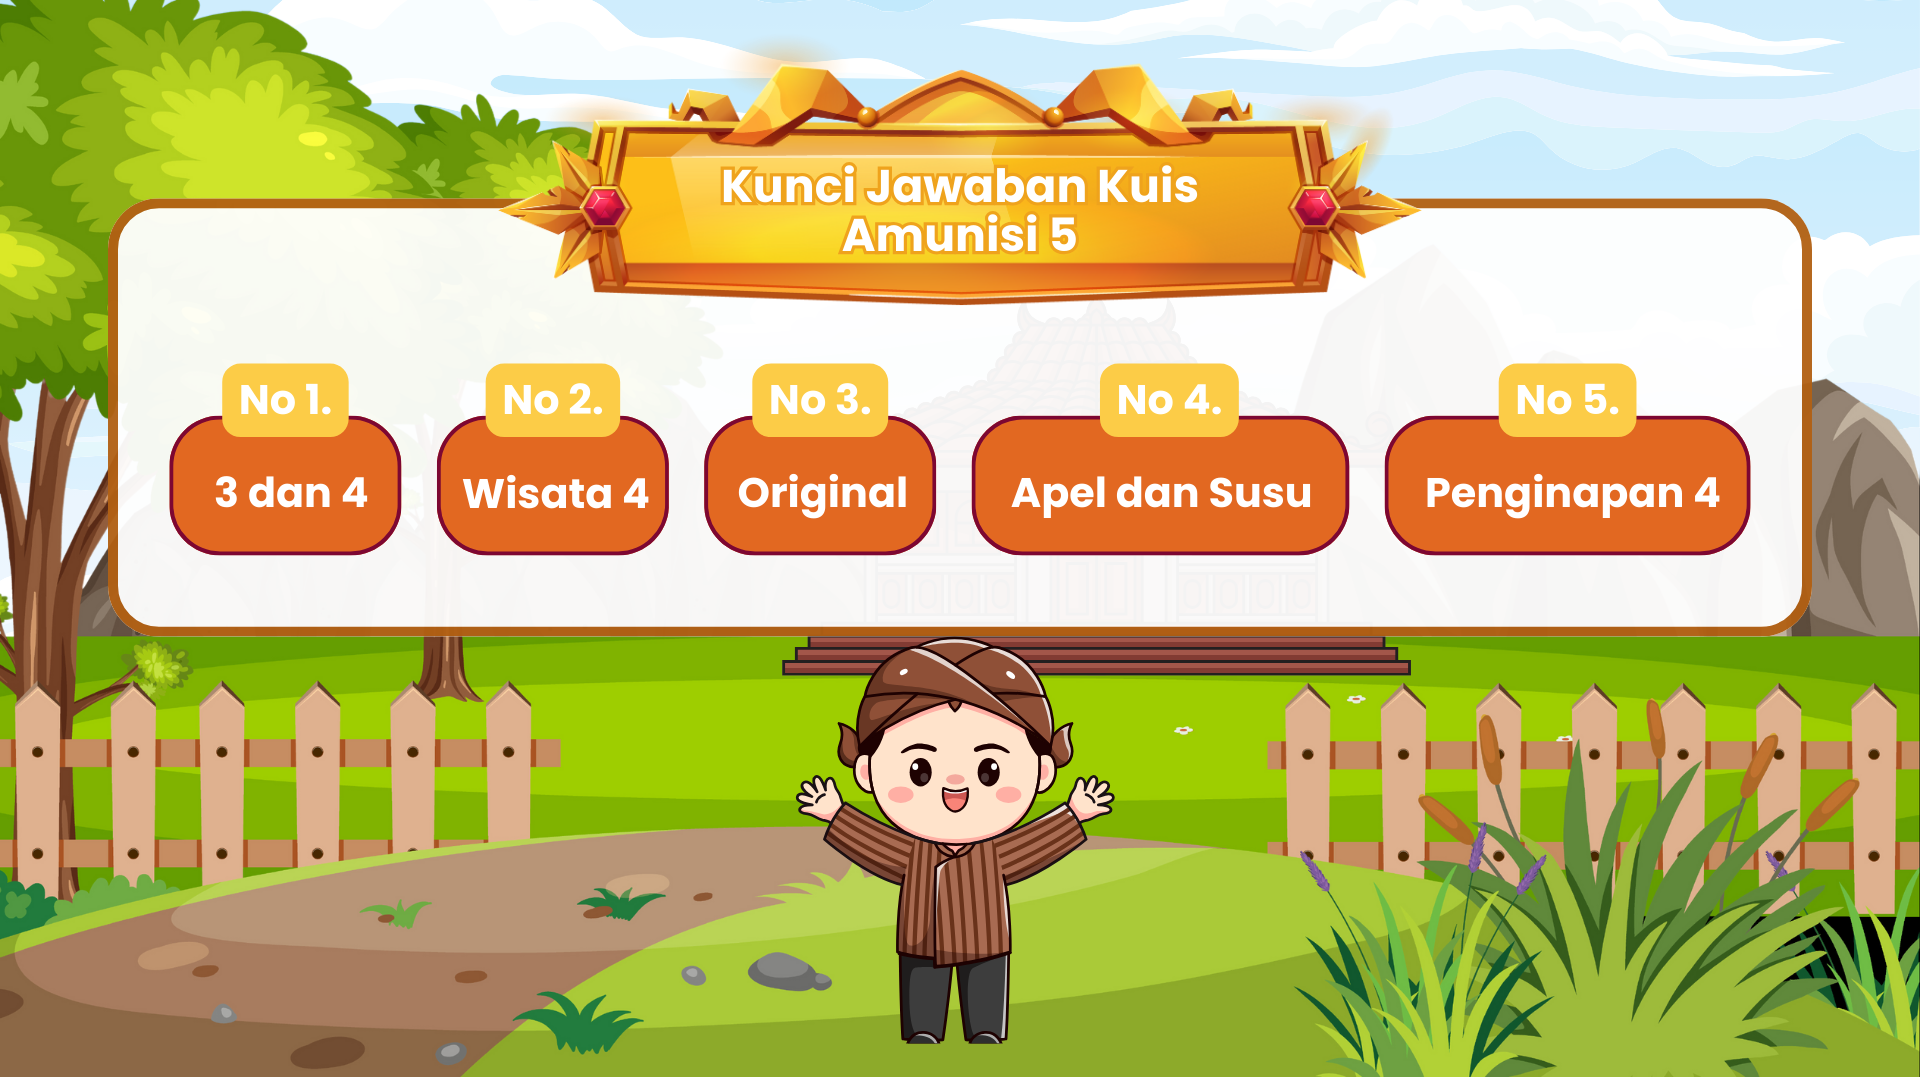 Kunci Jawaban Kuis
Amunisi 5
No 1.
3 dan 4
No 2.
Wisata 4
No 3.
Original
No 4.
Apel dan Susu
No 5.
Penginapan 4